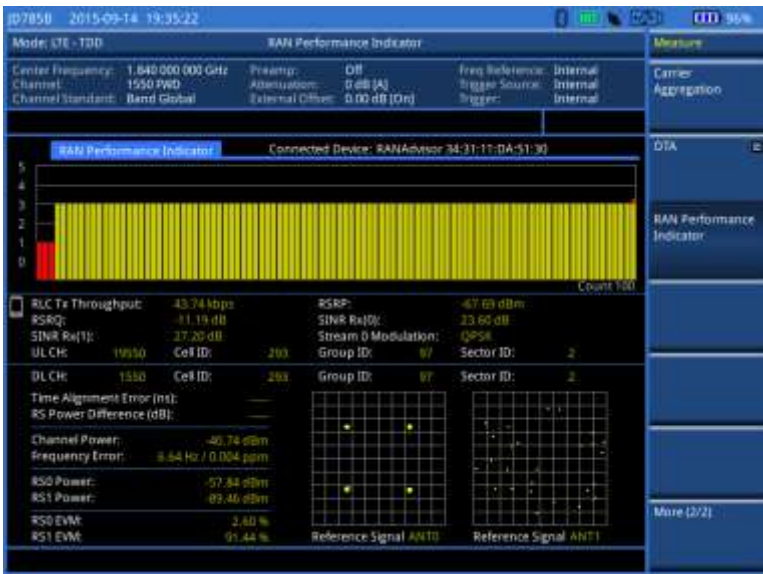 JD785B 2015-09-14 19:35:22 96%
Mode: LTE - TDD RAN Performance Indicator Measure
Center Frequency: 1.840 000 000 GHz Preamp: Off Freq Reference: Internal
Channel: 1550 FWD Attenuation: 0 dB [A] Trigger Source: Internal
Channel Standard: Band Global External Offset: 0.00 dB [On] Trigger: Internal
Carrier
Aggregation
RAN Performance Indicator Connected Device: RANAdvisor 34:31:11:DA:51:30
OTA
5
4
3
2
1
0
RAN Performance
Indicator
Count 100
RLC Tx Throughput: 43.74 kbps RSRP: -67.69 dBm
RSRQ: -11.19 dB SINR Rx(0): 23.60 dB
SINR Rx(1): 27.20 dB Stream 0 Modulation: QPSK
UL CH: 19550 Cell ID: 293 Group ID: 97 Sector ID: 2
DL CH: 1550 Cell ID: 293 Group ID: 97 Sector ID: 2
Time Alignment Error (ns):
RS Power Difference (dB):
Channel Power: -40.74 dBm
Frequency Error: 6.64 Hz / 0.004 ppm
RS0 Power: -57.84 dBm
RS1 Power: -89.46 dBm
RS0 EVM: 2.60 %
RS1 EVM: 91.44 %
Reference Signal ANT0 Reference Signal ANT1
More (2/2)